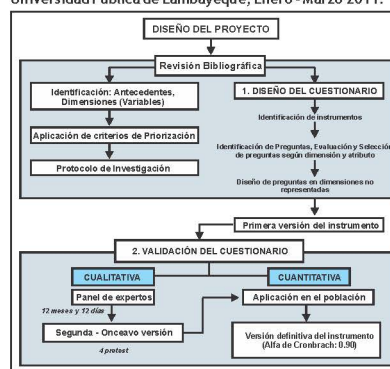 Universidad Pública de Lambayeque, Enero - Marzo 2011.
DISEÑO DEL PROYECTO
Revisión Bibliográfica
Identificación: Antecedentes,
Dimensiones (Variables)
Aplicación de criterios de Priorización
Protocolo de Investigación
1. DISEÑO DEL CUESTIONARIO
Identificación de instrumentos
Identificación de Preguntas, Evaluación y Selección
de preguntas según dimensión y atributo
Diseño de preguntas en dimensiones no
representadas
Primera versión del instrumento
2. VALIDACIÓN DEL CUESTIONARIO
CUALITATIVA
Panel de expertos
12 meses y 12 días
Segunda - Onceavo versión
4 pretest
CUANTITATIVA
Aplicación en el población
Versión definitiva del instrumento
(Alfa de Cronbrach: 0.90)